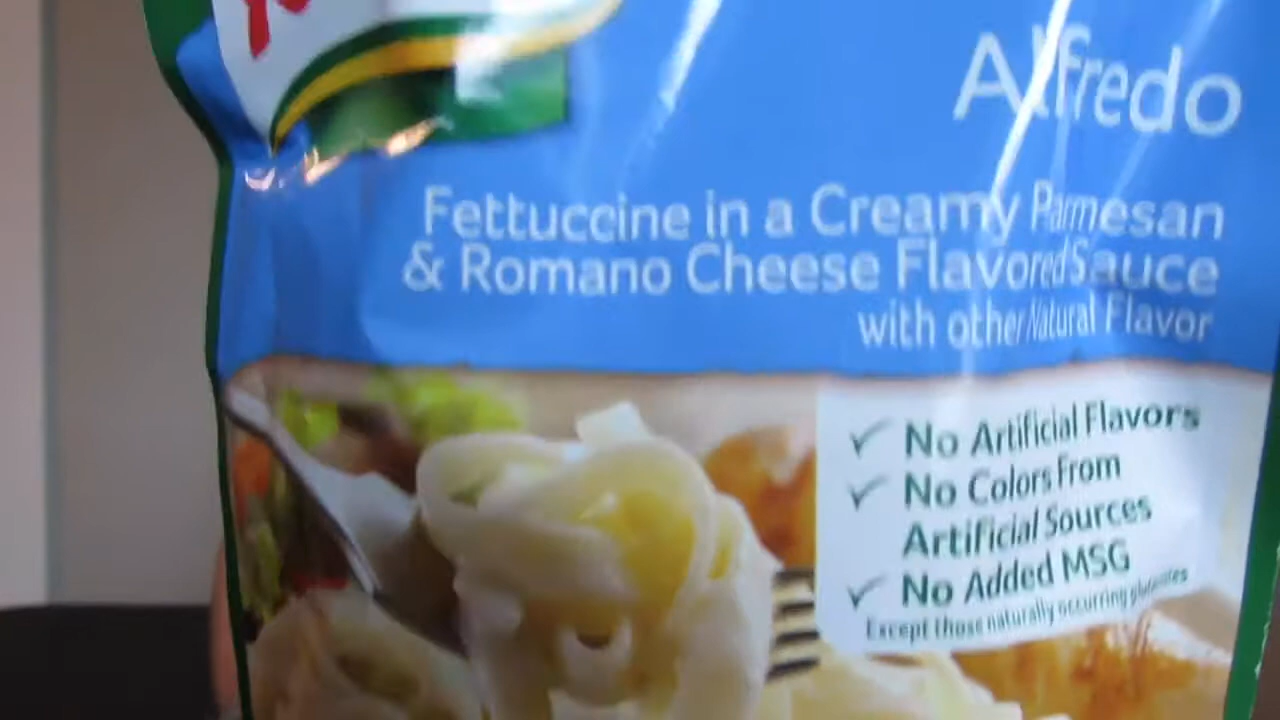 Alfredo
Fettuccine in a Creamy Parmesan
& Romano Cheese Flavored Sauce
with other Natural Flavor
✓ No Artificial Flavors
✓ No Colors From
Artificial Sources
✓ No Added MSG
Except those naturally occurring glutamates